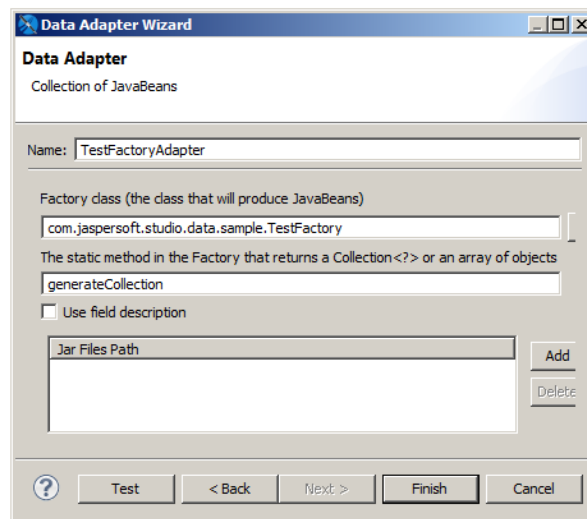 Data Adapter Wizard
Data Adapter
Collection of JavaBeans
Name: TestFactoryAdapter
Factory class (the class that will produce JavaBeans)
com.jaspersoft.studio.data.sample.TestFactory
The static method in the Factory that returns a Collection<?> or an array of objects
generateCollection
Use field description
Jar Files Path
Add
Delete
? Test < Back Next > Finish Cancel